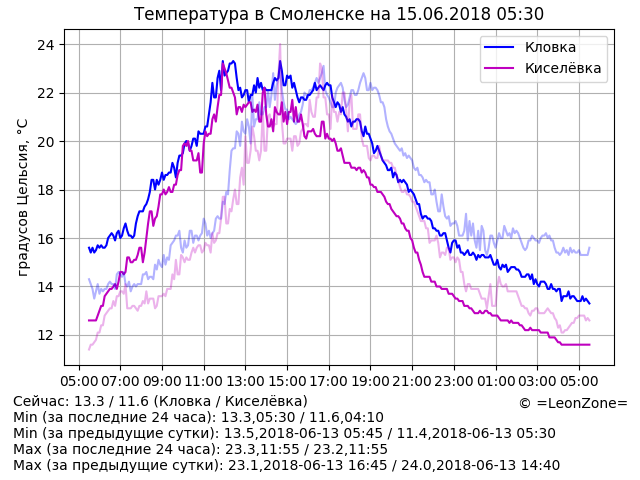 Температура в Смоленске на 15.06.2018 05:30
Кловка
Киселёвка
градусов Цельсия, °C
24
22
20
18
16
14
12
05:00 07:00 09:00 11:00 13:00 15:00 17:00 19:00 21:00 23:00 01:00 03:00 05:00
Сейчас: 13.3 / 11.6 (Кловка / Киселёвка)
© =LeonZone=
Min (за последние 24 часа): 13.3,05:30 / 11.6,04:10
Min (за предыдущие сутки): 13.5,2018-06-13 05:45 / 11.4,2018-06-13 05:30
Max (за последние 24 часа): 23.3,11:55 / 23.2,11:55
Max (за предыдущие сутки): 23.1,2018-06-13 16:45 / 24.0,2018-06-13 14:40